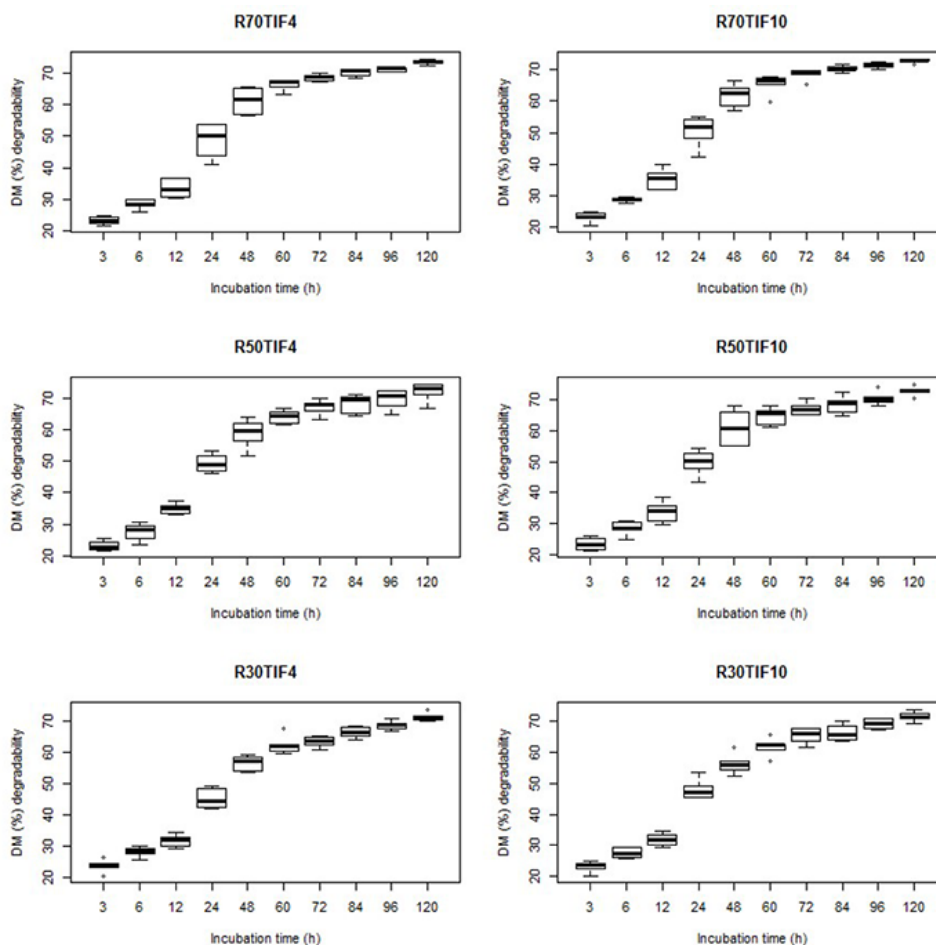 R70TIF4
DM (%) degradability
20 30 40 50 60 70
3 6 12 24 48 60 72 84 96 120
Incubation time (h)
R70TIF10
DM (%) degradability
20 30 40 50 60 70
3 6 12 24 48 60 72 84 96 120
Incubation time (h)
R50TIF4
DM (%) degradability
20 30 40 50 60 70
3 6 12 24 48 60 72 84 96 120
Incubation time (h)
R50TIF10
DM (%) degradability
20 30 40 50 60 70
3 6 12 24 48 60 72 84 96 120
Incubation time (h)
R30TIF4
DM (%) degradability
20 30 40 50 60 70
3 6 12 24 48 60 72 84 96 120
Incubation time (h)
R30TIF10
DM (%) degradability
20 30 40 50 60 70
3 6 12 24 48 60 72 84 96 120
Incubation time (h)